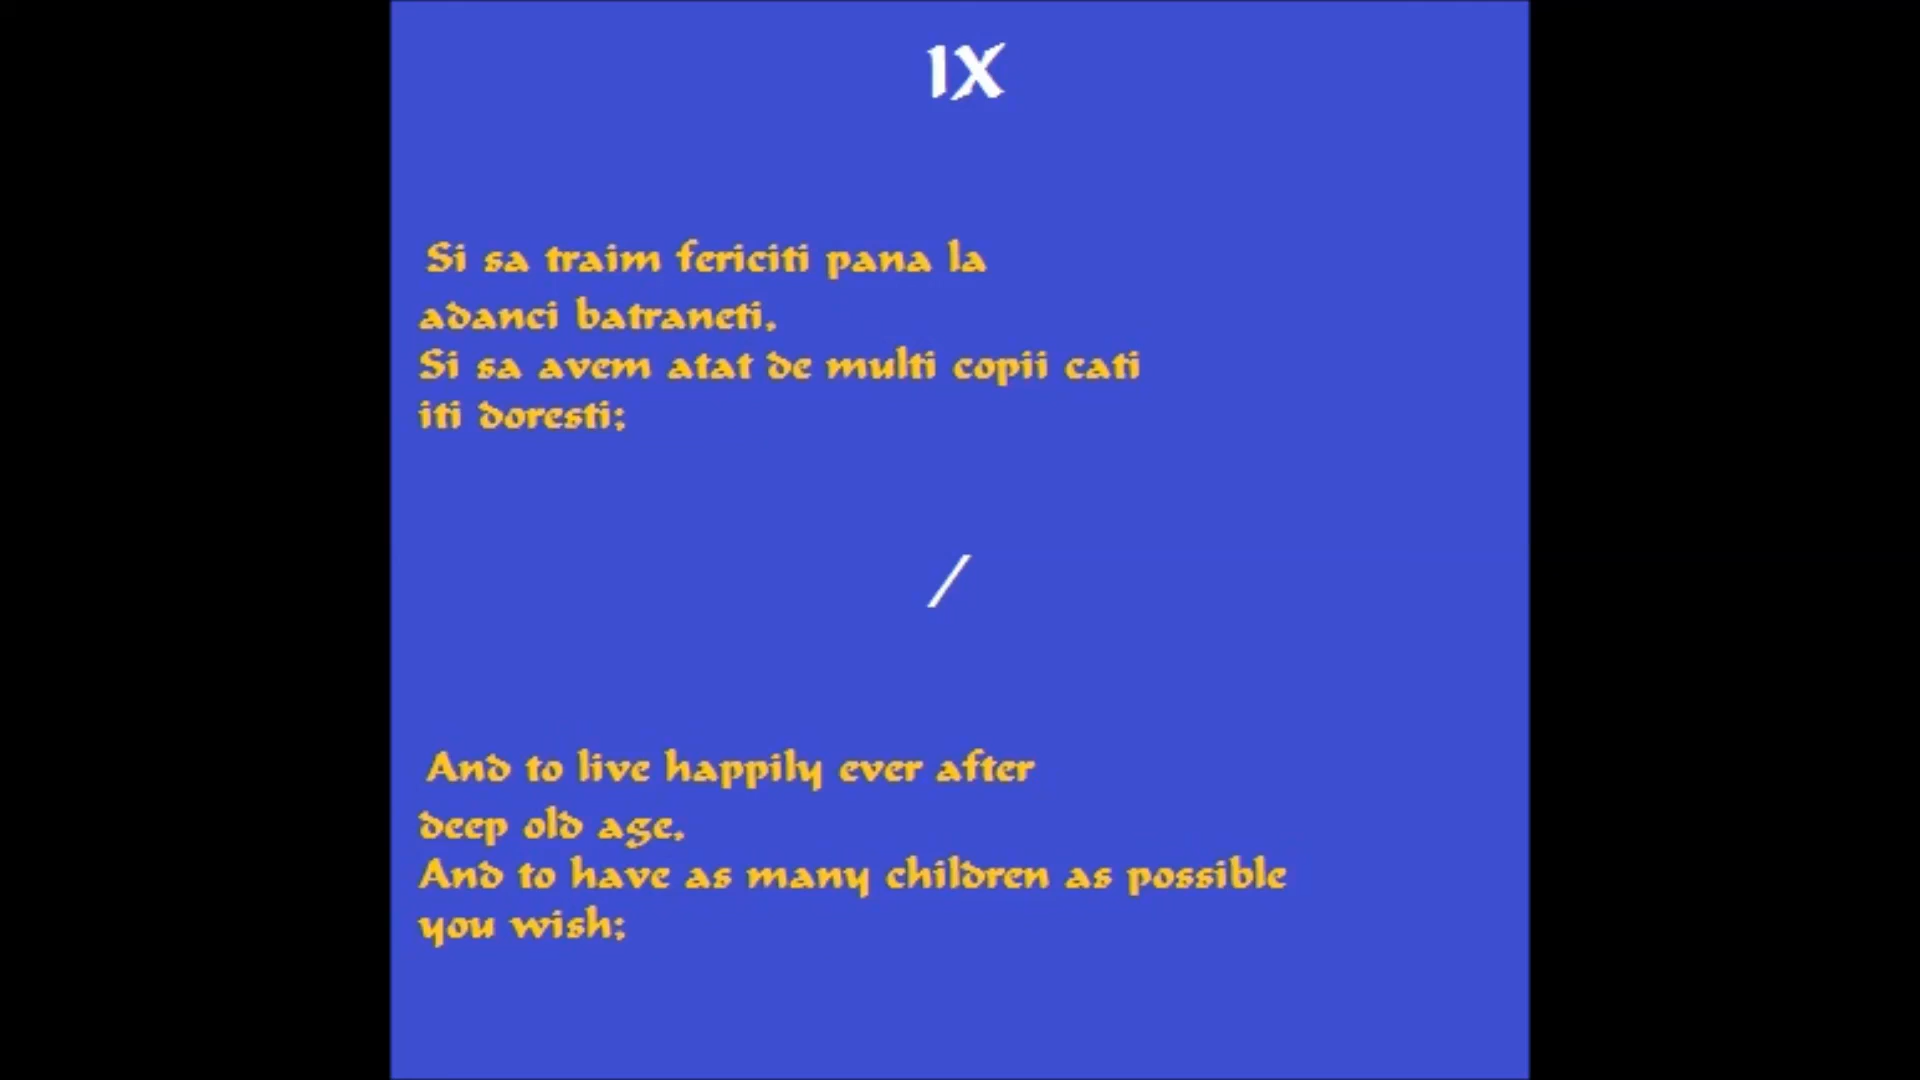 IX
Si sa traim fericiti pana la
adanci batraneti,
Si sa avem atat de multi copii cati
iti doresti;
/
And to live happily ever after
deep old age,
And to have as many children as possible
you wish;